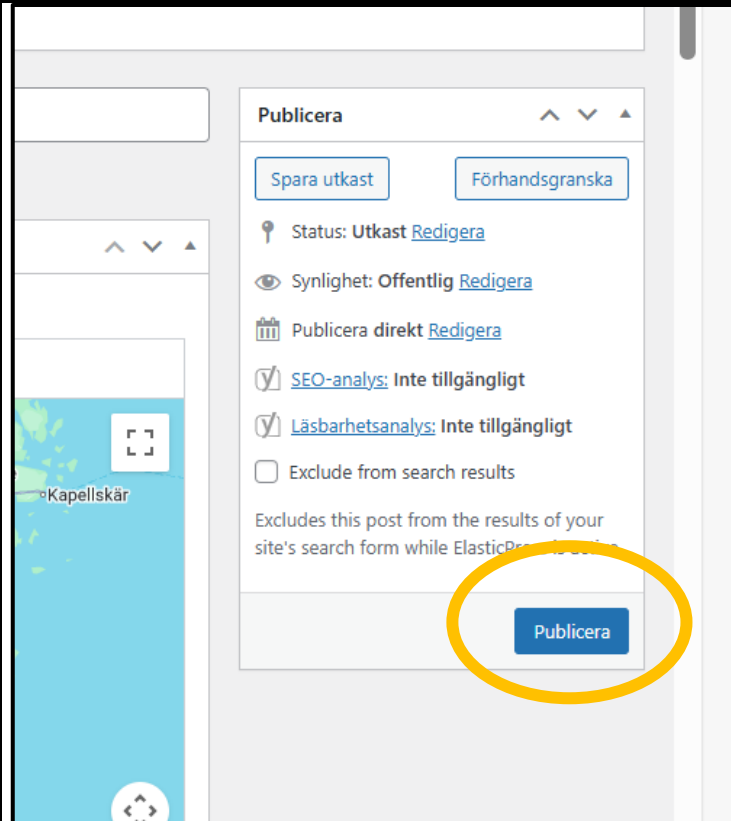 Publicera
Spara utkast
Förhandsgranska
Status: Utkast Redigera
Synlighet: Offentlig Redigera
Publicera direkt Redigera
SEO-analys: Inte tillgängligt
Läsbarhetsanalys: Inte tillgängligt
Exclude from search results
Excludes this post from the results of your
site's search form while
Publicera
Kapellskär